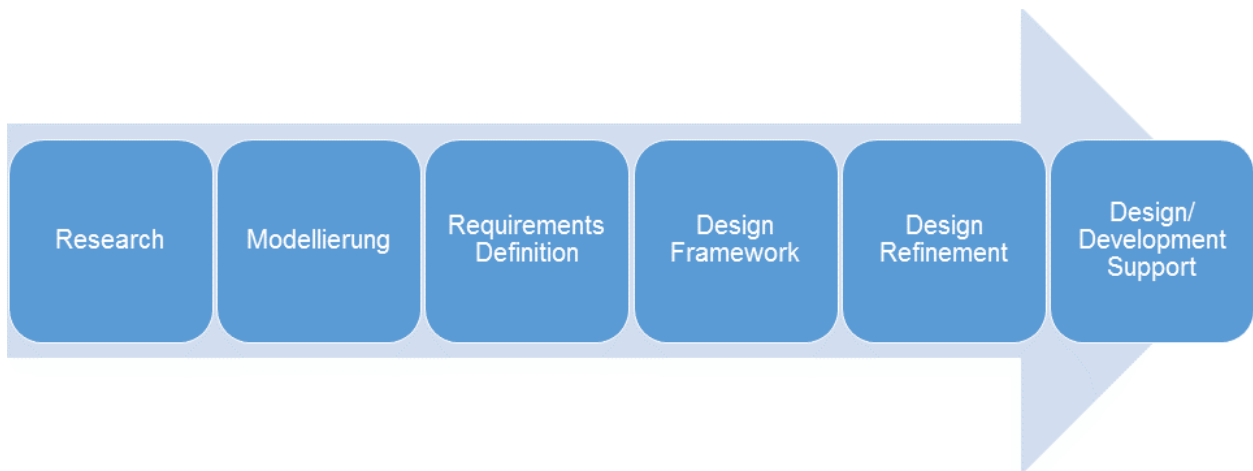 Research
Modellierung
Requirements
Definition
Design
Framework
Design
Refinement
Design/
Development
Support